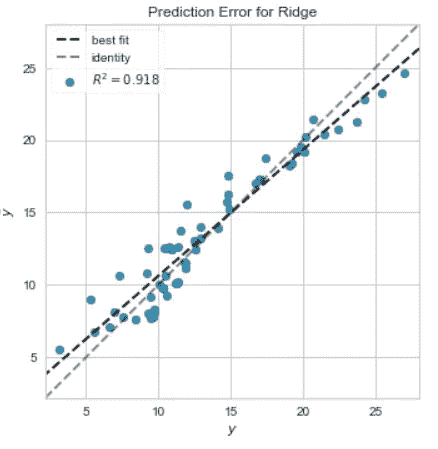 Prediction Error for Ridge
best fit
identity
R² = 0.918
25
20
15
10
5
ŷ
5 10 15 20 25
y